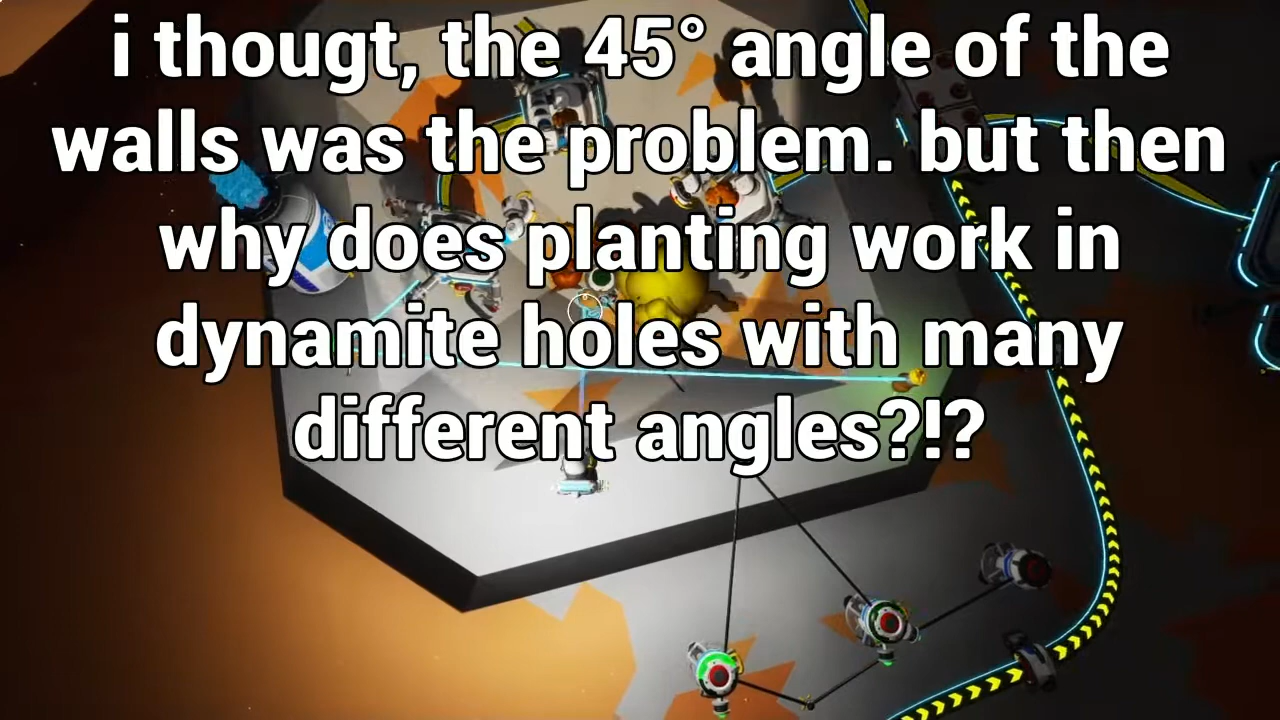 i thougt, the 45° angle of the
walls was the problem. but then
why does planting work in
dynamite holes with many
different angles?!?